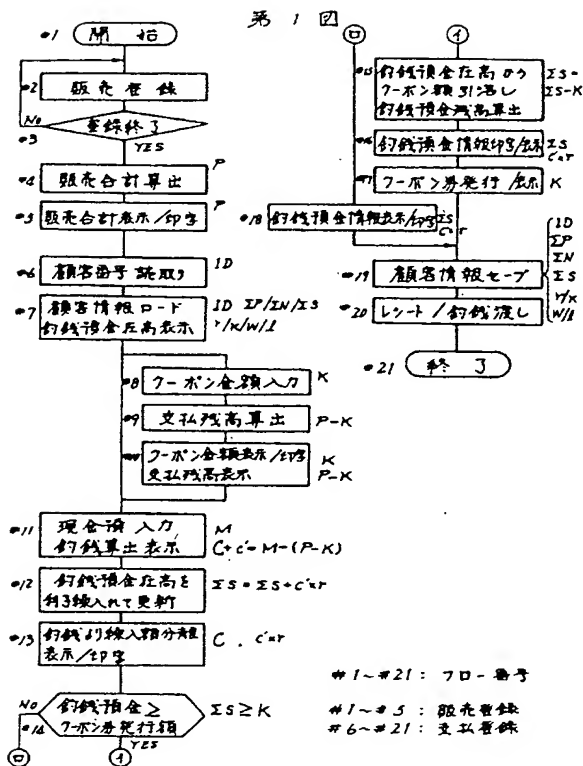 第1図
#1 開始
#2 販売登録
#3 登録終了
NO
YES
#4 販売合計算出 P
#5 販売合計表示/印字 P
#6 顧客番号読取り ID
#7 顧客情報ロード ID ΣP/ΣN/ΣS
釣銭預金在高表示 r/K/W/l
#8 クーポン金額入力 K
#9 支払残高算出 P-K
クーポン金額表示/印字 K
支払残高表示 P-K
#11 現金預入力 M
釣銭算出表示 C+c'=M-(P-K)
#12 釣銭預金在高を
利子繰入れて更新 ΣS=ΣS+c'×r
#13 釣銭より繰入額分離 C . c'×r
表示/印字
NO
#14 釣銭預金≧ ΣS≧K
クーポン券発行額
YES
ロ
イ
ロ
イ
#15 釣銭預金在高から ΣS=
クーポン額引落し ΣS-K
釣銭預金残高算出
#16 釣銭預金情報印字/表示 ΣS
c'×r
#17 クーポン券発行/表示 K
#18 釣銭預金情報表示/印字 ΣS
c' r
#19 顧客情報セーブ
ID
ΣP
ΣN
ΣS
r/K
W/l
#20 レシート/釣銭渡し
#21 終了
#1~#21: フロー番号
#1~#5: 販売登録
#6~#21: 支払登録